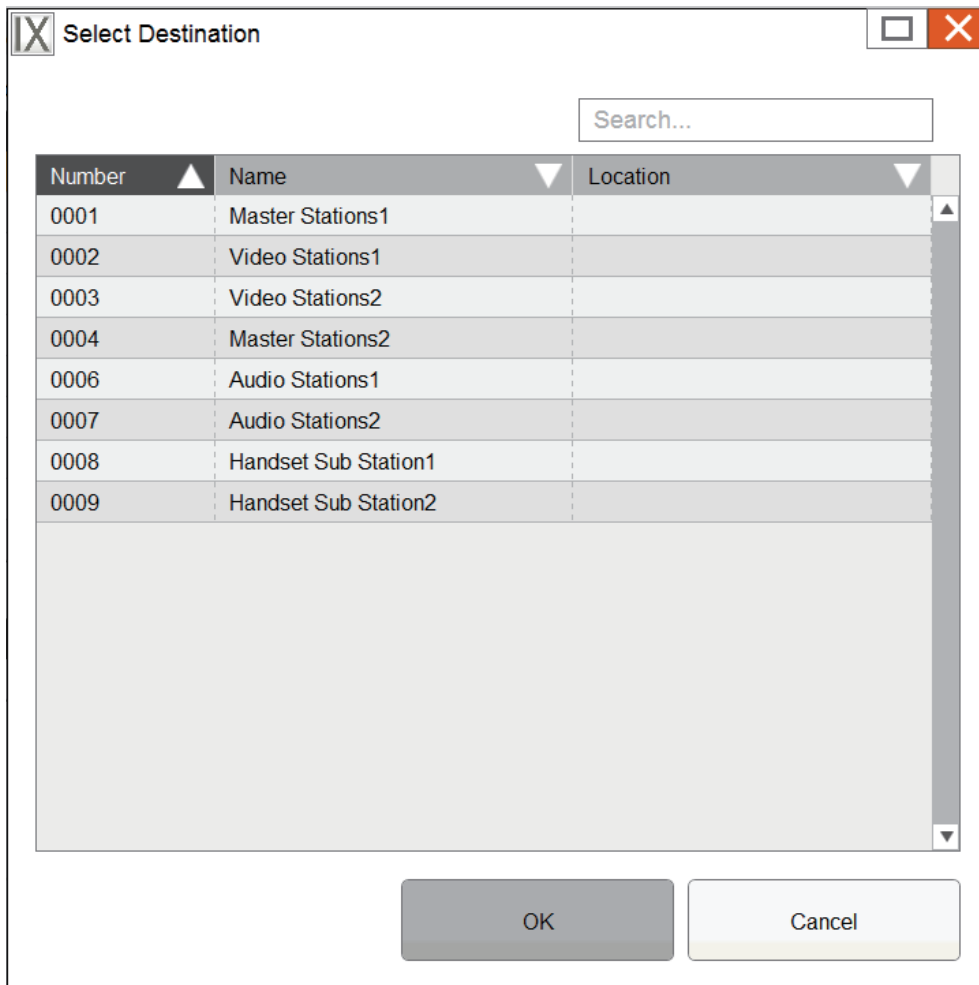 IX Select Destination
Search...
Number Name Location
0001 Master Stations1
0002 Video Stations1
0003 Video Stations2
0004 Master Stations2
0006 Audio Stations1
0007 Audio Stations2
0008 Handset Sub Station1
0009 Handset Sub Station2
OK Cancel